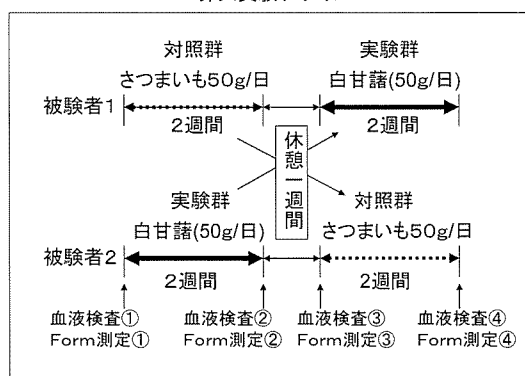 対照群 実験群
さつまいも50g/日 白甘藷(50g/日)
被験者1
2週間 2週間
休憩一週間
実験群 対照群
白甘藷(50g/日) さつまいも50g/日
被験者2
2週間 2週間
血液検査① 血液検査② 血液検査③ 血液検査④
Form測定① Form測定② Form測定③ Form測定④